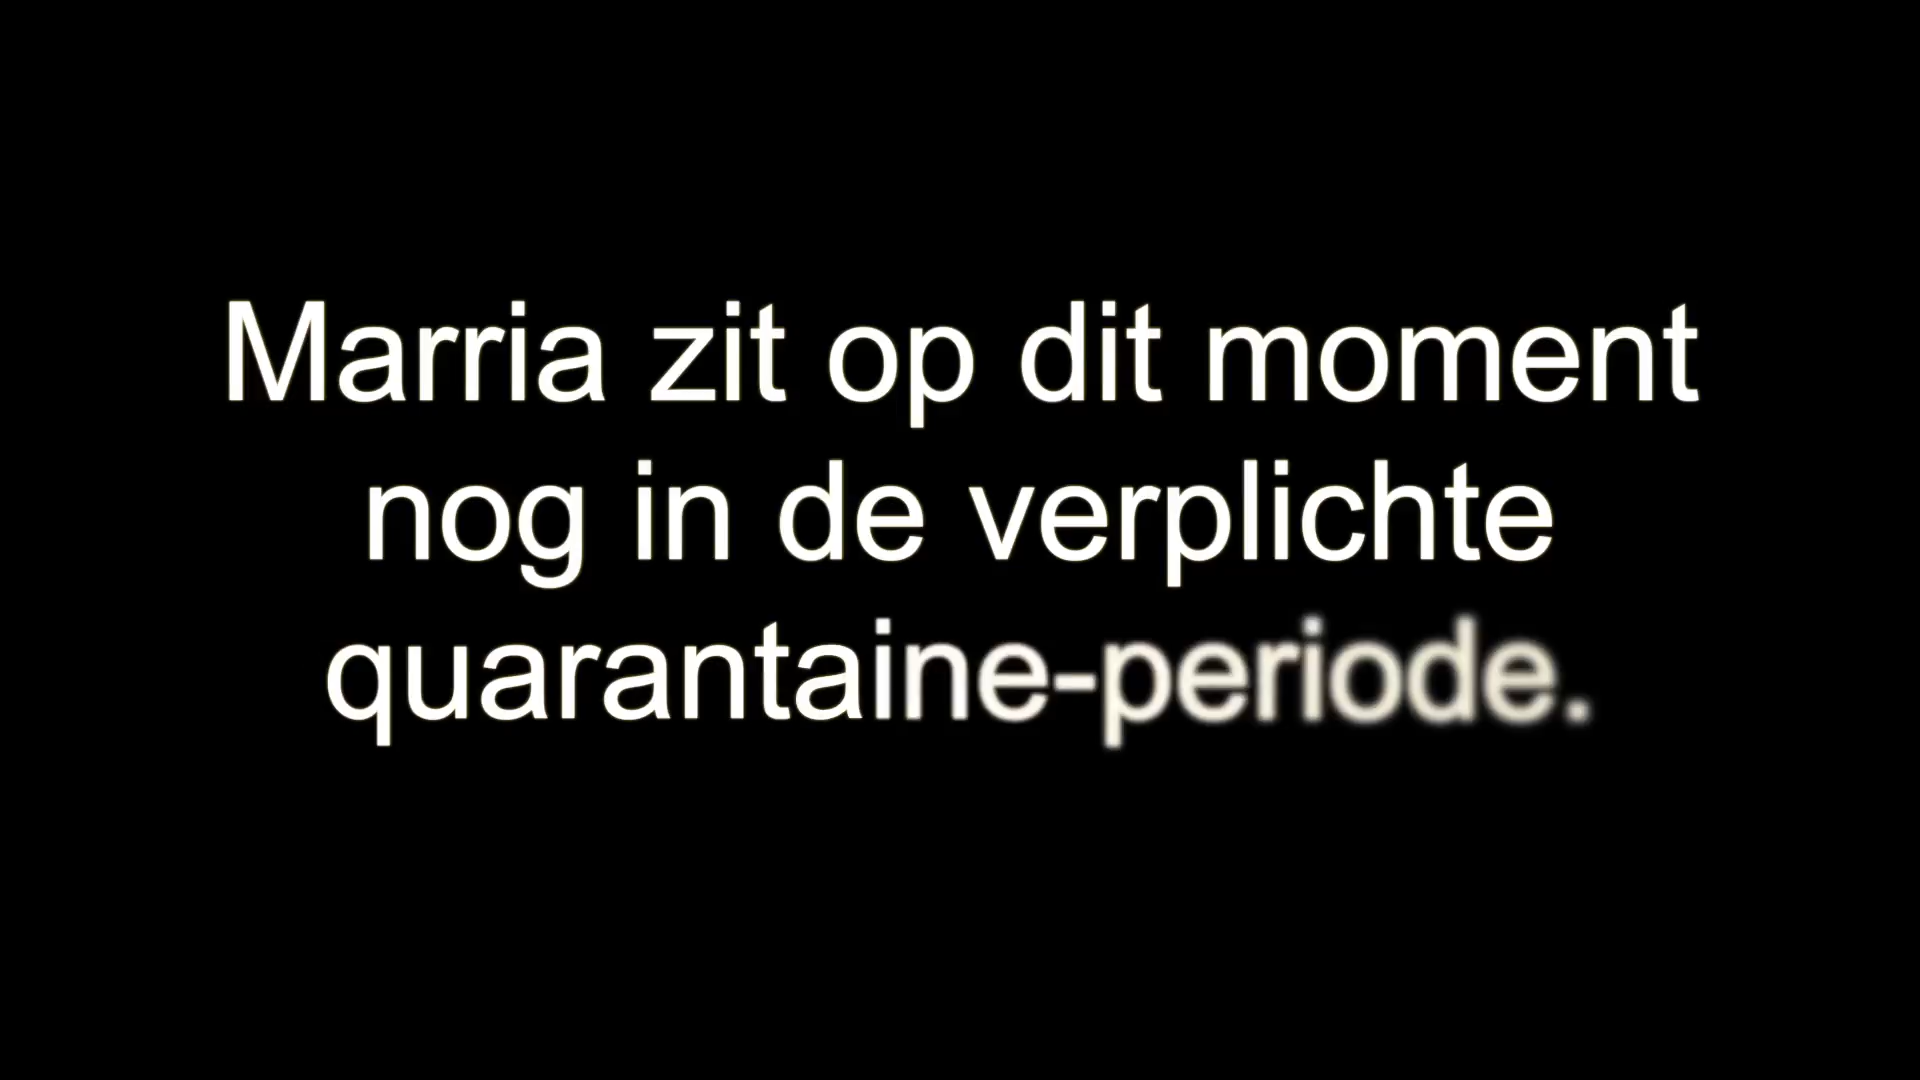 Marria zit op dit moment
nog in de verplichte
quarantaine-periode.